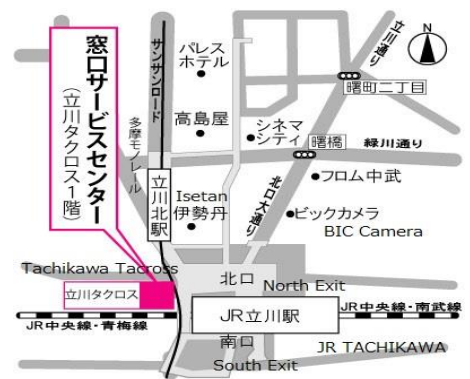 窓口サービスセンター
(立川タクロス1階)
サンサンロード
多摩モノレール
立川北駅
パレス
ホテル
高島屋
シネマ
シティ
Isetan
伊勢丹
立川通り
N
曙町二丁目
曙橋
緑川通り
フロム中武
北口大通り
ビックカメラ
BIC Camera
Tachikawa Tacross
立川タクロス
北口
North Exit
JR立川駅
JR中央線・青梅線
JR中央線・南武線
南口
South Exit
JR TACHIKAWA